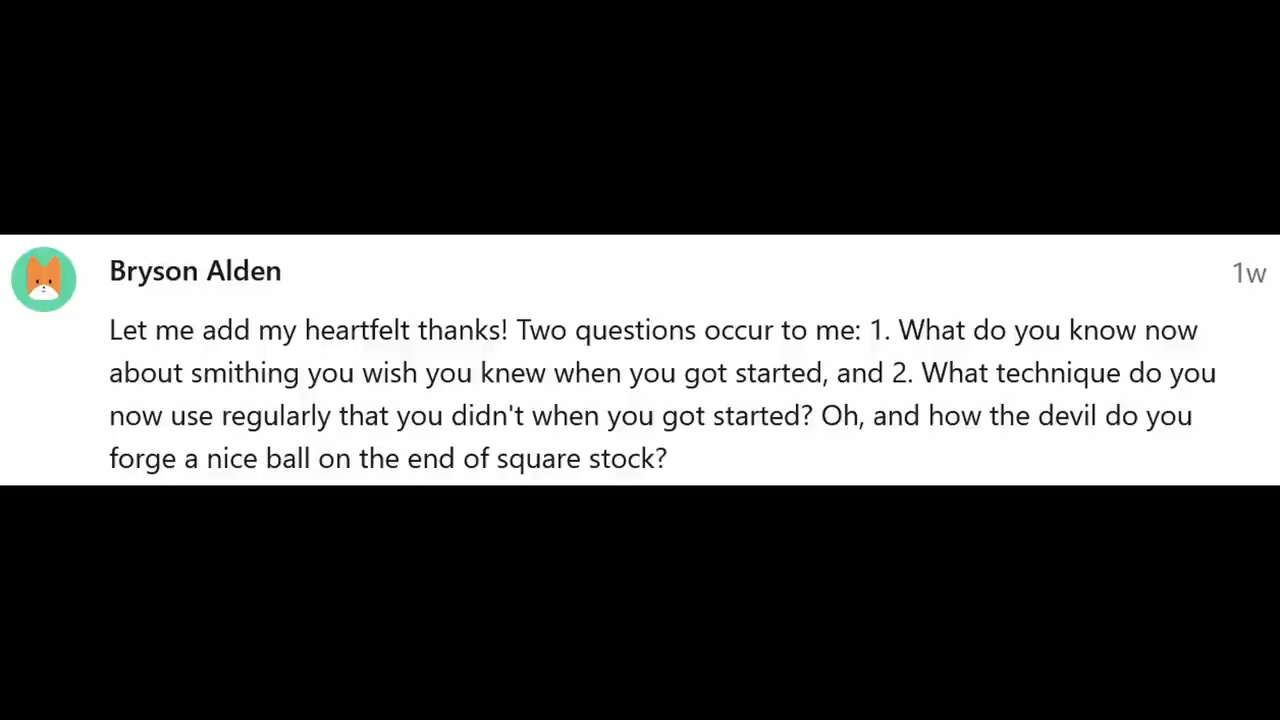 Bryson Alden
1w
Let me add my heartfelt thanks! Two questions occur to me: 1. What do you know now
about smithing you wish you knew when you got started, and 2. What technique do you
now use regularly that you didn't when you got started? Oh, and how the devil do you
forge a nice ball on the end of square stock?